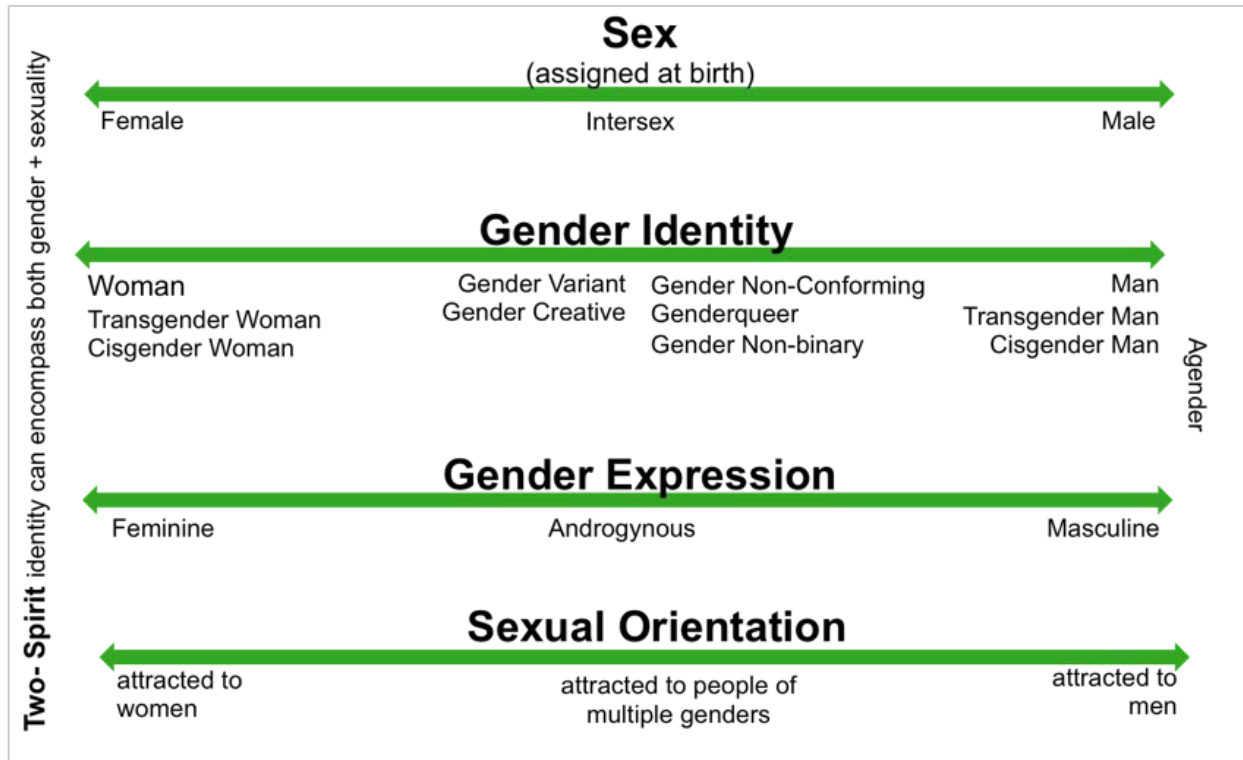 Two- Spirit identity can encompass both gender + sexuality
Sex
(assigned at birth)
Female Intersex Male
Gender Identity
Woman
Transgender Woman
Cisgender Woman
Gender Variant
Gender Creative
Gender Non-Conforming
Genderqueer
Gender Non-binary
Man
Transgender Man
Cisgender Man
Agender
Gender Expression
Feminine Androgynous Masculine
Sexual Orientation
attracted to
women
attracted to people of
multiple genders
attracted to
men